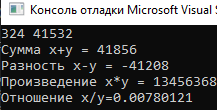 Консоль отладки Microsoft Visual S
324 41532
Сумма x+y = 41856
Разность x-y = -41208
Произведение x*y = 13456368
Отношение x/y=0.00780121